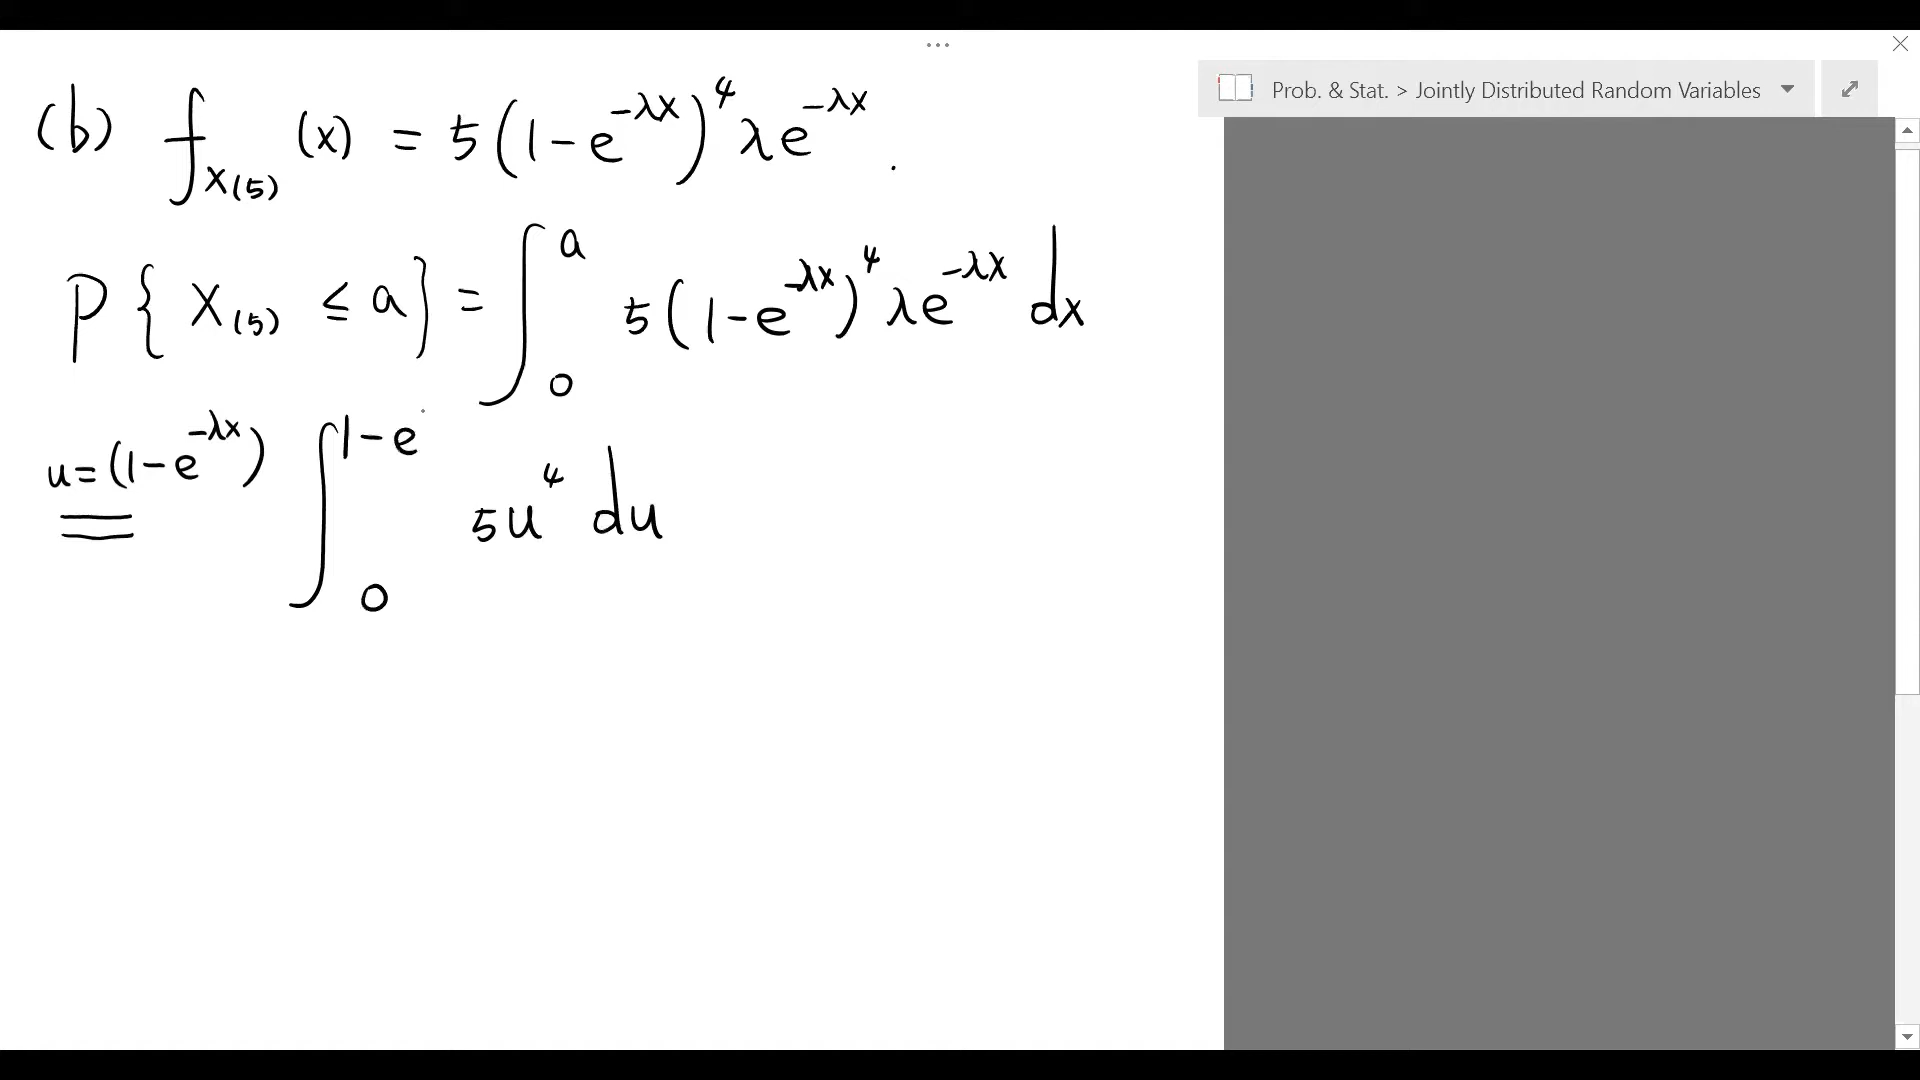 Prob. & Stat. > Jointly Distributed Random Variables
(b) f_{X_{(5)}} (x) = 5(1-e^{-λx})^4 λe^{-λx} .
P{ X_{(5)} ≤ a} = ∫_0^a 5(1-e^{-λx})^4 λe^{-λx} dx
u=(1-e^{-λx}) = ∫_0^{1-e} 5u^4 du